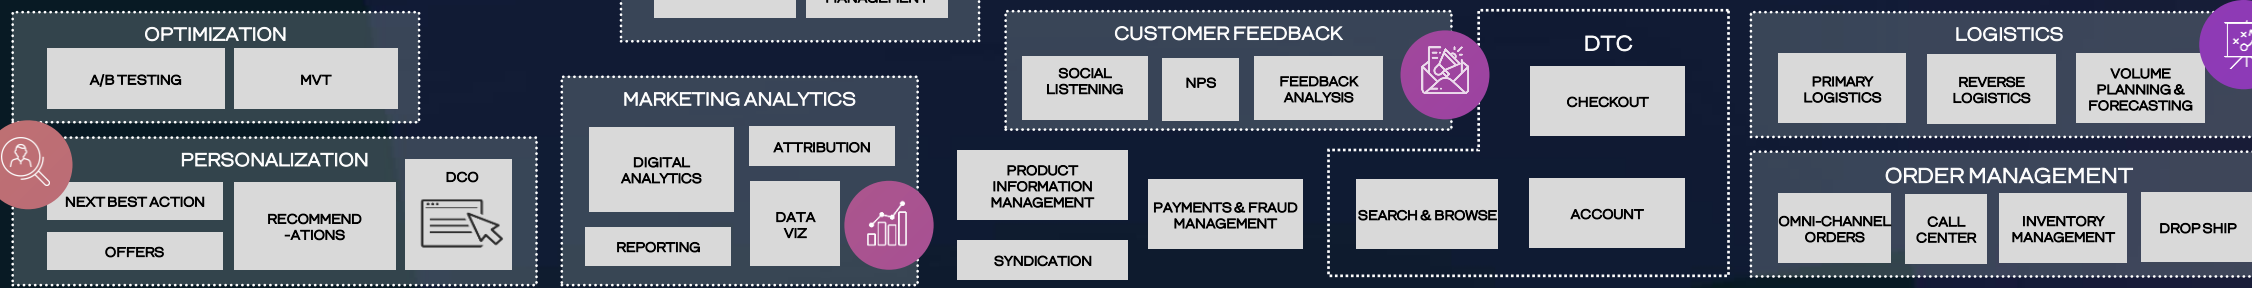 OPTIMIZATION
A/B TESTING
MVT
PERSONALIZATION
NEXT BEST ACTION
OFFERS
RECOMMEND
-ATIONS
DCO
MANAGEMENT
MARKETING ANALYTICS
DIGITAL
ANALYTICS
ATTRIBUTION
REPORTING
DATA
VIZ
CUSTOMER FEEDBACK
SOCIAL
LISTENING
NPS
FEEDBACK
ANALYSIS
PRODUCT
INFORMATION
MANAGEMENT
SYNDICATION
PAYMENTS & FRAUD
MANAGEMENT
DTC
CHECKOUT
SEARCH & BROWSE
ACCOUNT
LOGISTICS
PRIMARY
LOGISTICS
REVERSE
LOGISTICS
VOLUME
PLANNING &
FORECASTING
ORDER MANAGEMENT
OMNI-CHANNEL
ORDERS
CALL
CENTER
INVENTORY
MANAGEMENT
DROP SHIP